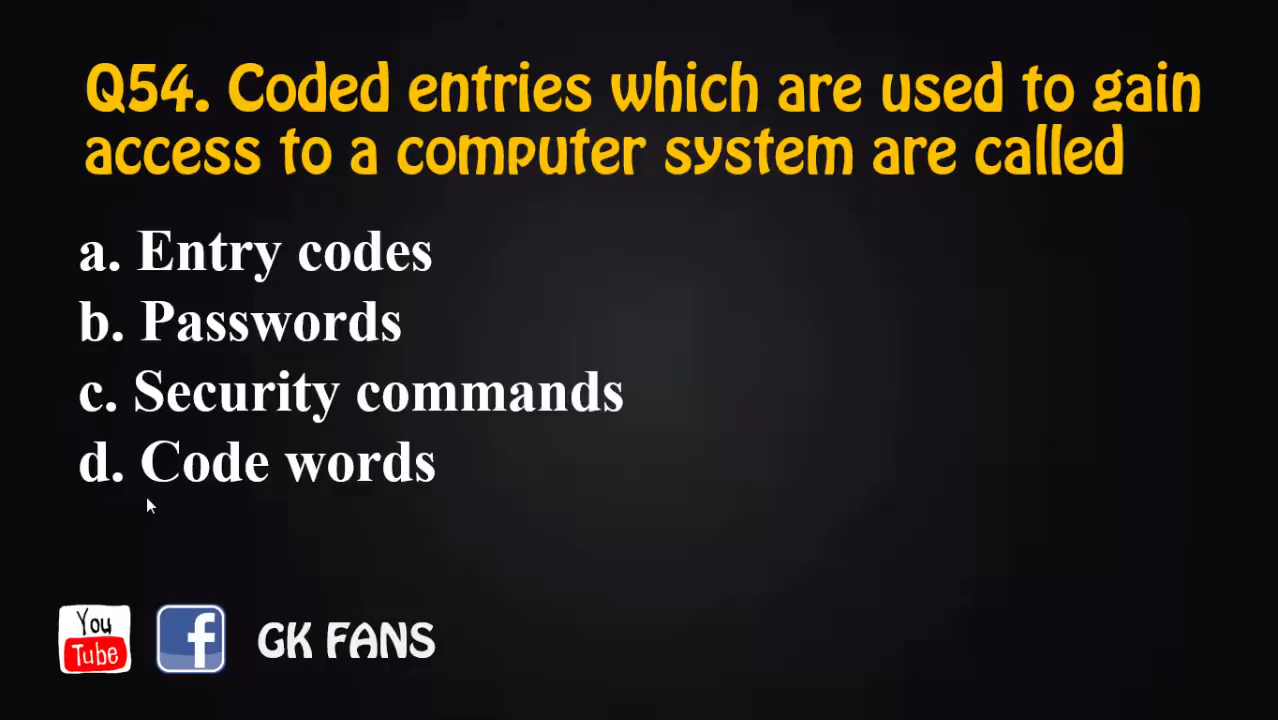 Q54. Coded entries which are used to gain
access to a computer system are called
a. Entry codes
b. Passwords
c. Security commands
d. Code words
You
Tube
f
GK FANS